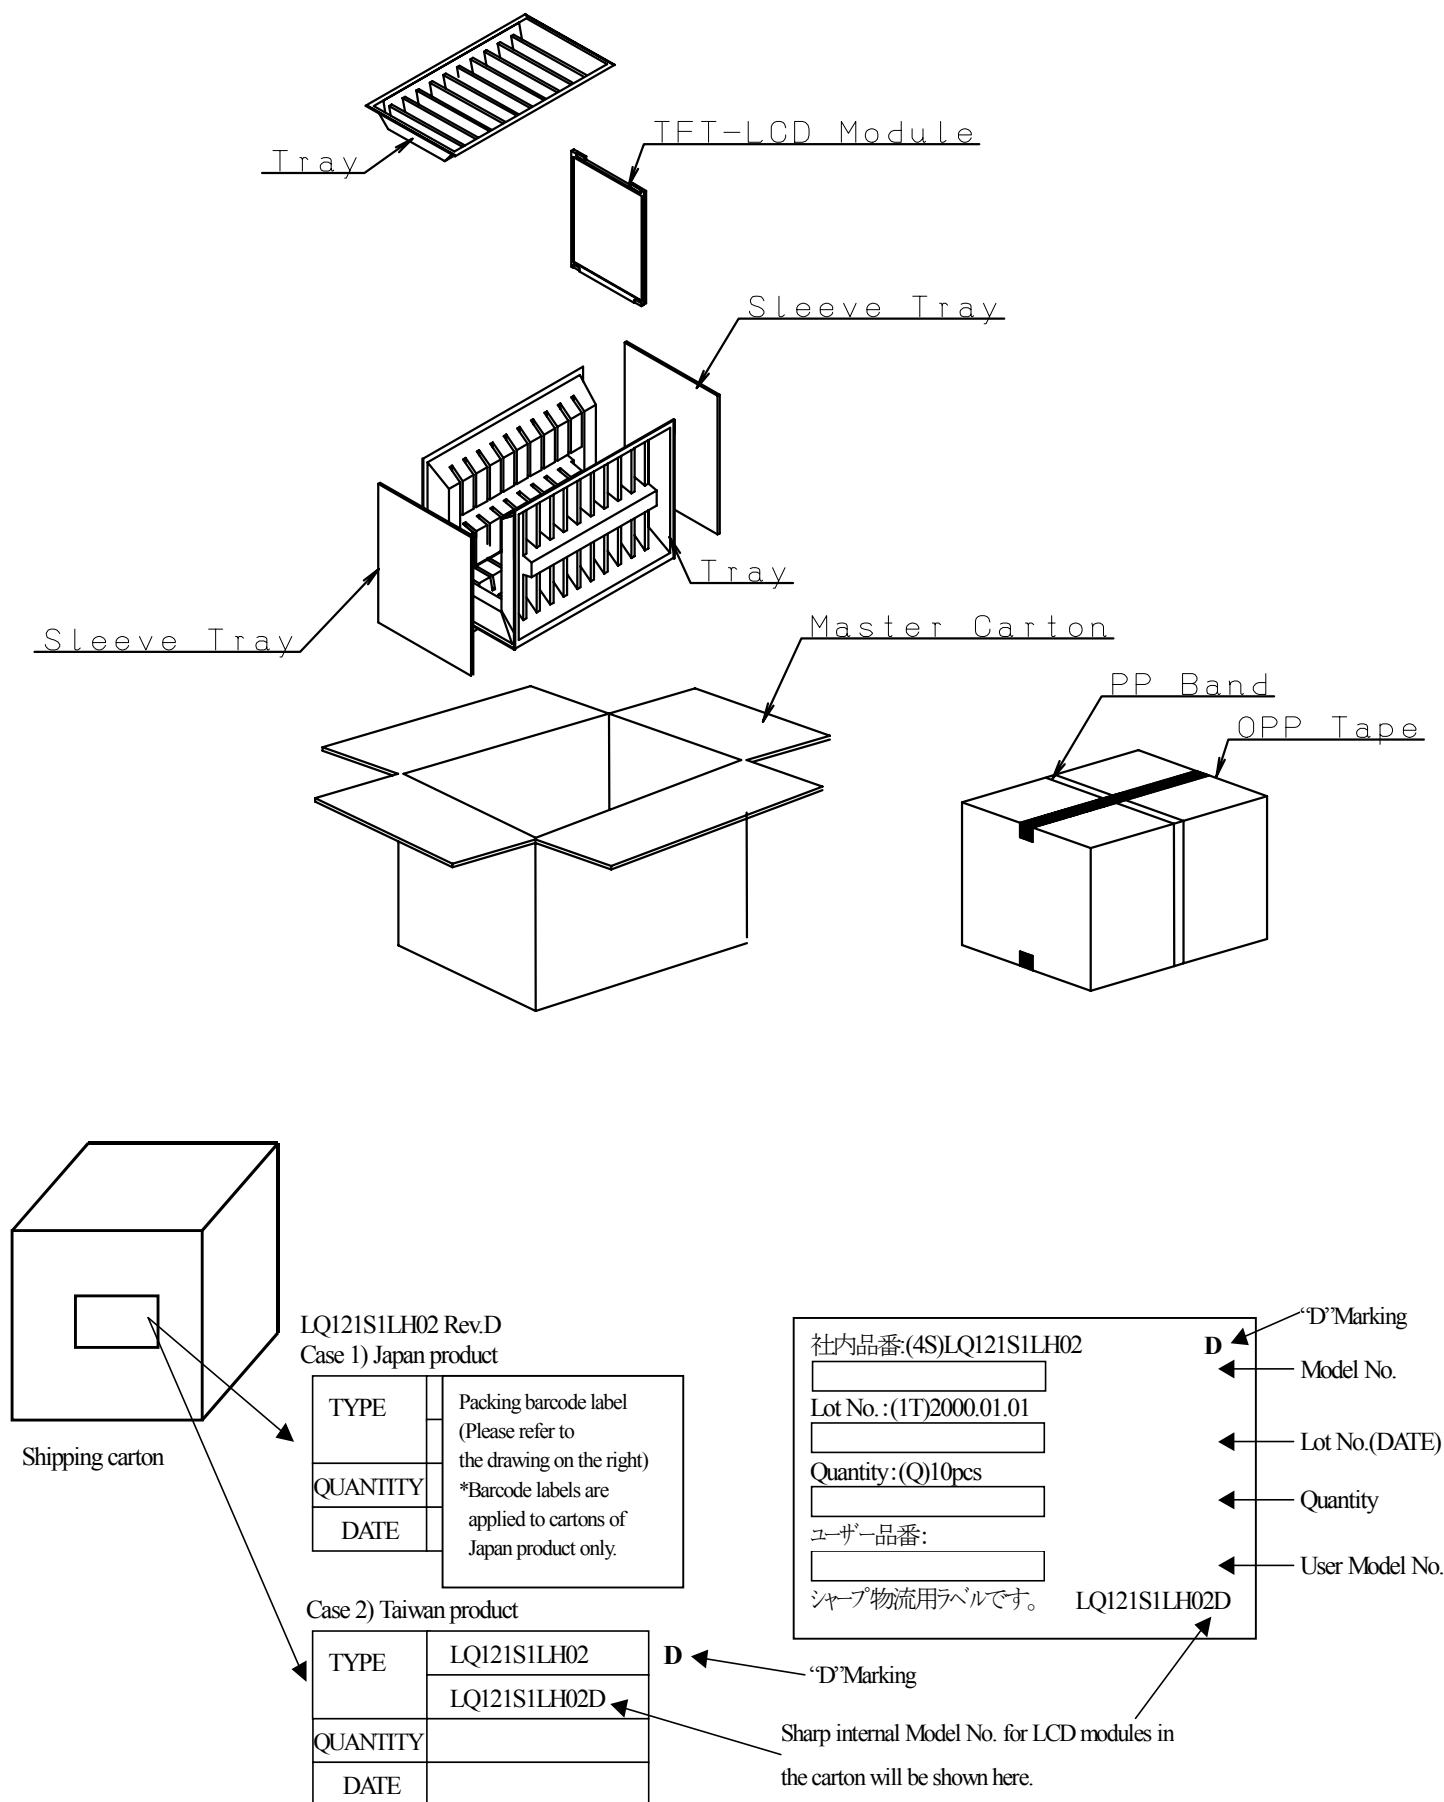 Tray
TFT-LCD Module
Sleeve Tray
Tray
Sleeve Tray
Master Carton
PP Band
OPP Tape
Shipping carton
LQ121S1LH02 Rev.D
Case 1) Japan product
TYPE
QUANTITY
DATE
Packing barcode label
(Please refer to
the drawing on the right)
*Barcode labels are
applied to cartons of
Japan product only.
Case 2) Taiwan product
TYPE
LQ121S1LH02
LQ121S1LH02D
QUANTITY
DATE
D
“D”Marking
社内品番:(4S)LQ121S1LH02
D
Lot No.:(1T)2000.01.01
Quantity:(Q)10pcs
ユーザー品番:
シャープ物流用ラベルです。
LQ121S1LH02D
“D”Marking
Model No.
Lot No.(DATE)
Quantity
User Model No.
Sharp internal Model No. for LCD modules in
the carton will be shown here.